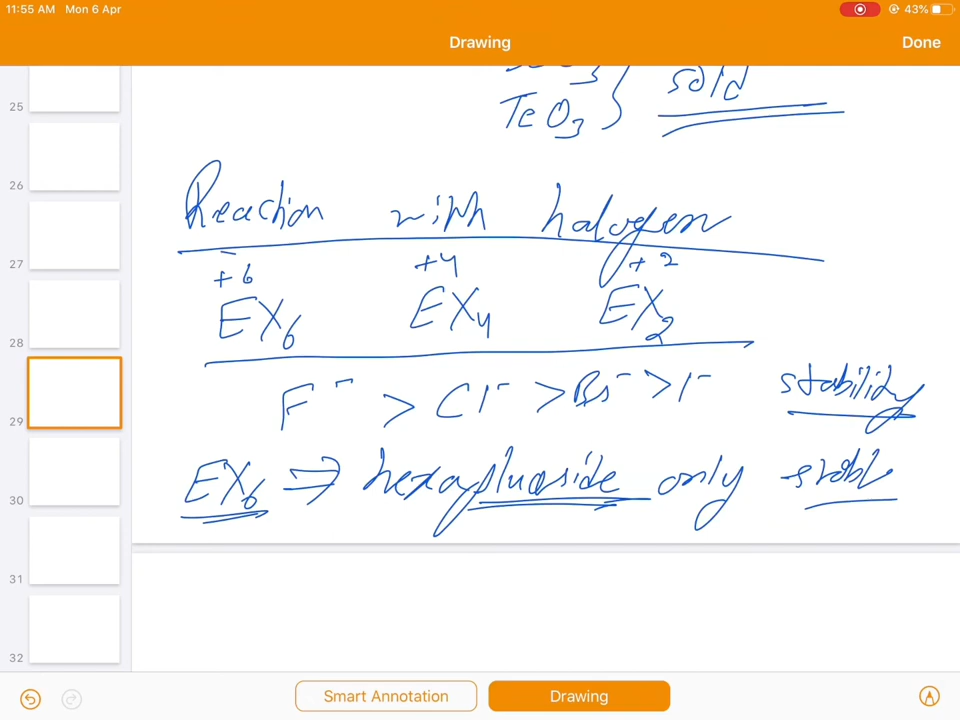 11:55 AM Mon 6 Apr 43%
Drawing Done
TeO3 } sold
Reaction with halogen
+6 +4 +2
EX6 EX4 EX2
F- > Cl- > Br- > I- stability
EX6 ⇒ hexafluoride only stable
25
26
27
28
29
30
31
32
Smart Annotation Drawing